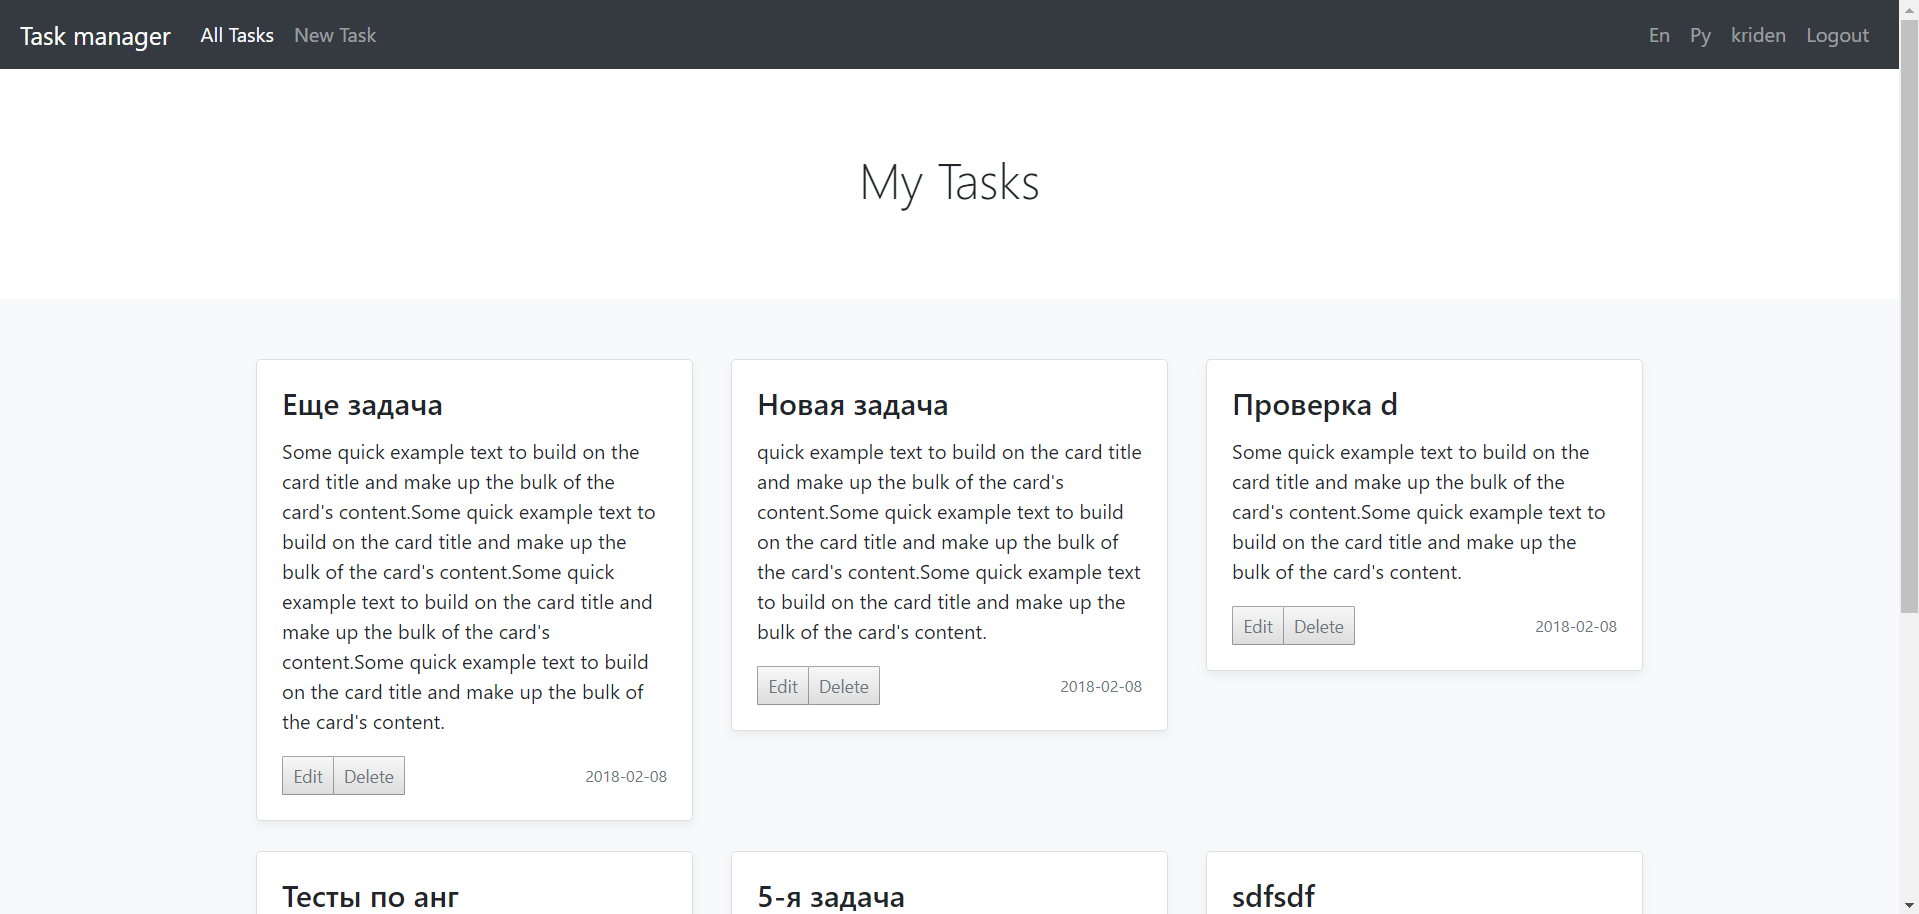 Task manager All Tasks New Task En Ру kriden Logout
My Tasks
Еще задача
Some quick example text to build on the
card title and make up the bulk of the
card's content.Some quick example text to
build on the card title and make up the
bulk of the card's content.Some quick
example text to build on the card title and
make up the bulk of the card's
content.Some quick example text to build
on the card title and make up the bulk of
the card's content.
Edit Delete 2018-02-08
Новая задача
quick example text to build on the card title
and make up the bulk of the card's
content.Some quick example text to build
on the card title and make up the bulk of
the card's content.Some quick example text
to build on the card title and make up the
bulk of the card's content.
Edit Delete 2018-02-08
Проверка d
Some quick example text to build on the
card title and make up the bulk of the
card's content.Some quick example text to
build on the card title and make up the
bulk of the card's content.
Edit Delete 2018-02-08
Тесты по анг
5-я задача
sdfsdf